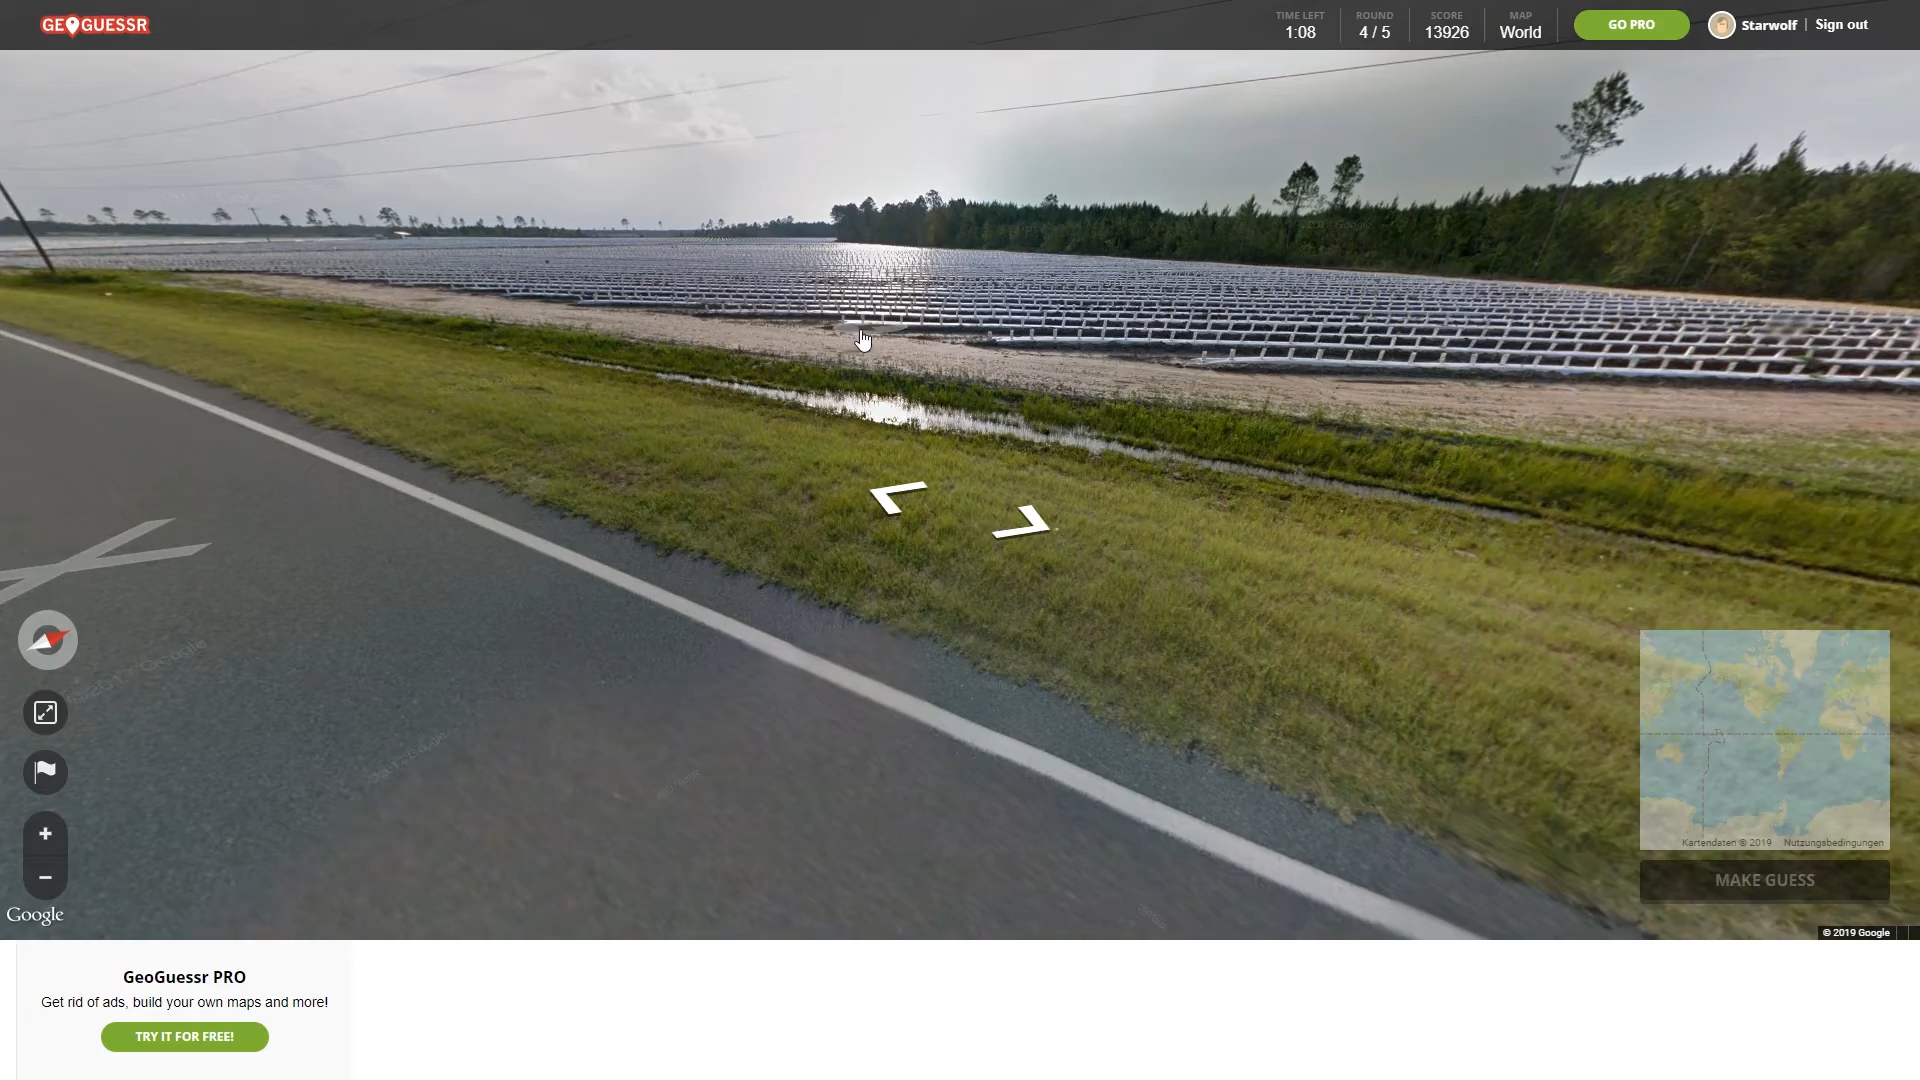 GEOGUESSR
TIME LEFT
1:08
ROUND
4 / 5
SCORE
13926
MAP
World
GO PRO
Starwolf
Sign out
Kartendaten © 2019
Nutzungsbedingungen
MAKE GUESS
Google
© 2019 Google
GeoGuessr PRO
Get rid of ads, build your own maps and more!
TRY IT FOR FREE!